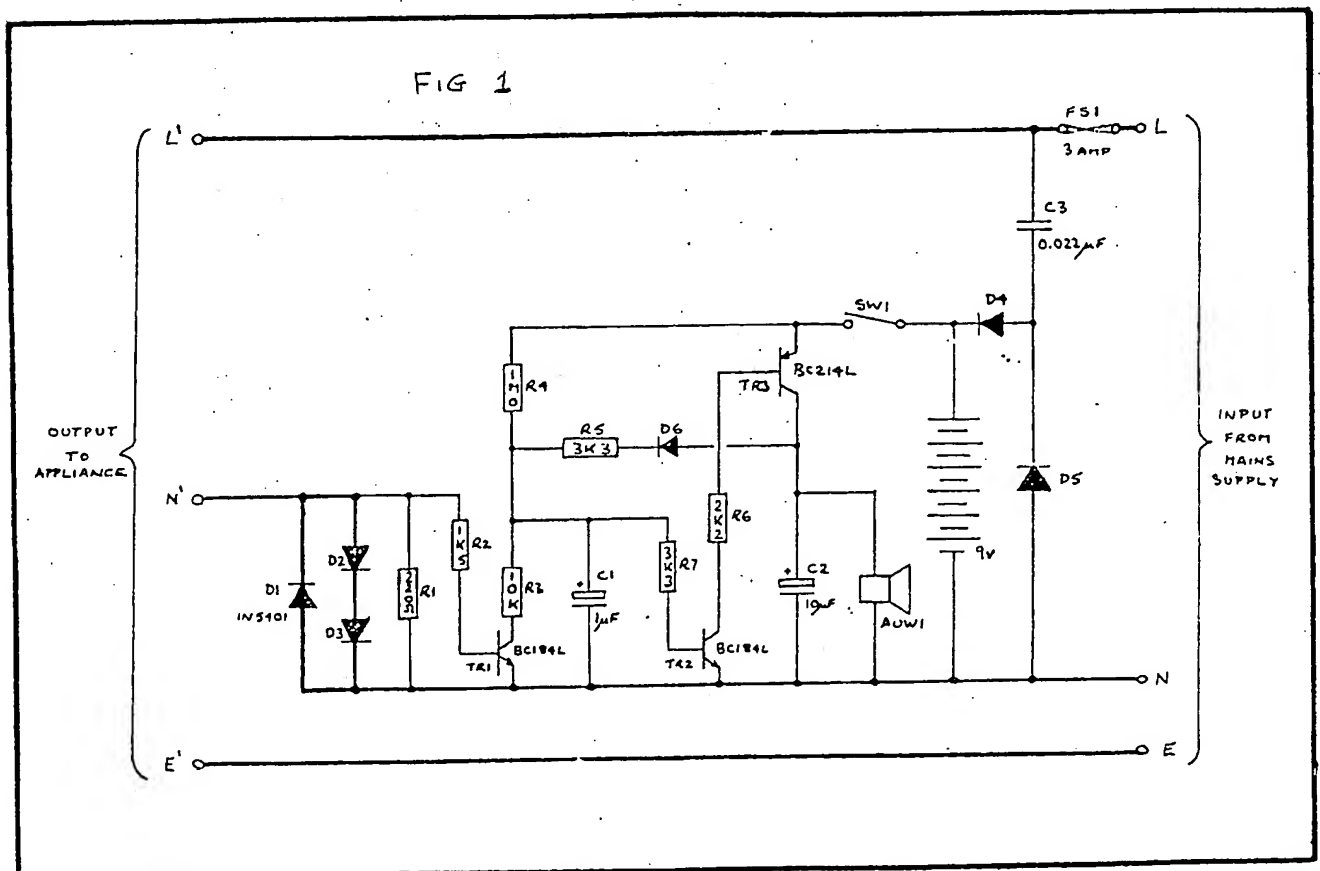 FIG 1
L'
FS1
L
3 AMP
C3
0.022µF
SW1
D4
1M0
R4
TR3
BC214L
R5
3K3
D6
OUTPUT
TO
APPLIANCE
INPUT
FROM
MAINS
SUPPLY
N'
D5
1K5
R2
2K2
R6
9V
D2
D1
1N5401
R1
D3
10K
R3
C1
1µF
3K3
R7
C2
10µF
AUW1
TR1
BC184L
TR2
BC184L
N
E'
E